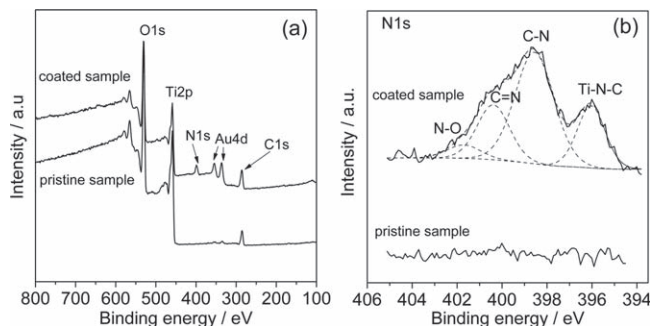 (a)
O1s
coated sample
Ti2p
N1s
Au4d
C1s
pristine sample
Intensity / a.u
800 700 600 500 400 300 200 100
Binding energy / eV
N1s
(b)
C-N
coated sample
C=N
Ti-N-C
N-O
pristine sample
Intensity / a.u
406 404 402 400 398 396 394
Binding energy / eV